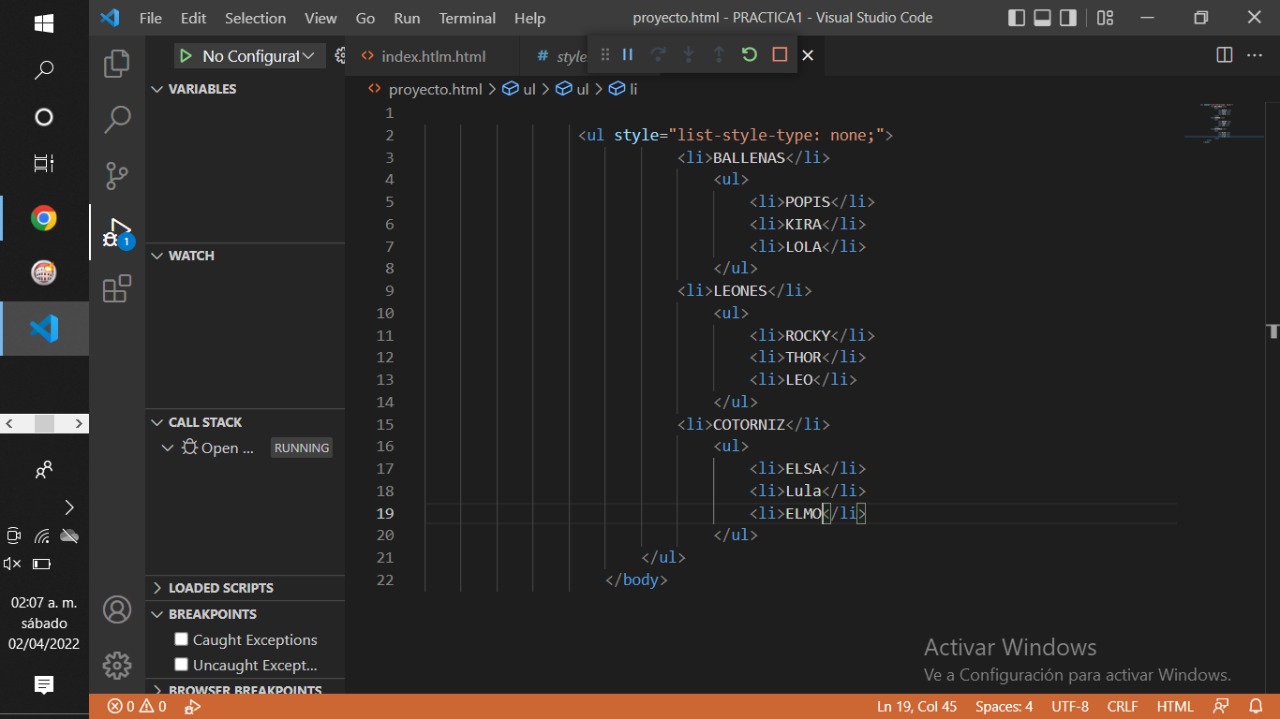 File Edit Selection View Go Run Terminal Help proyecto.html - PRACTICA1 - Visual Studio Code
No Configurat index.htlm.html # style
VARIABLES
proyecto.html > ul > ul > li
1
2 <ul style="list-style-type: none;">
3 <li>BALLENAS</li>
4 <ul>
5 <li>POPIS</li>
6 <li>KIRA</li>
7 <li>LOLA</li>
8 </ul>
9 <li>LEONES</li>
10 <ul>
11 <li>ROCKY</li>
12 <li>THOR</li>
13 <li>LEO</li>
14 </ul>
15 <li>COTORNIZ</li>
16 <ul>
17 <li>ELSA</li>
18 <li>Lula</li>
19 <li>ELMO</li>
20 </ul>
21 </ul>
22 </body>
WATCH
CALL STACK
Open ... RUNNING
LOADED SCRIPTS
BREAKPOINTS
Caught Exceptions
Uncaught Except...
BROWSER BREAKPOINTS
1
02:07 a. m.
sábado
02/04/2022
Activar Windows
Ve a Configuración para activar Windows.
0 0 Ln 19, Col 45 Spaces: 4 UTF-8 CRLF HTML